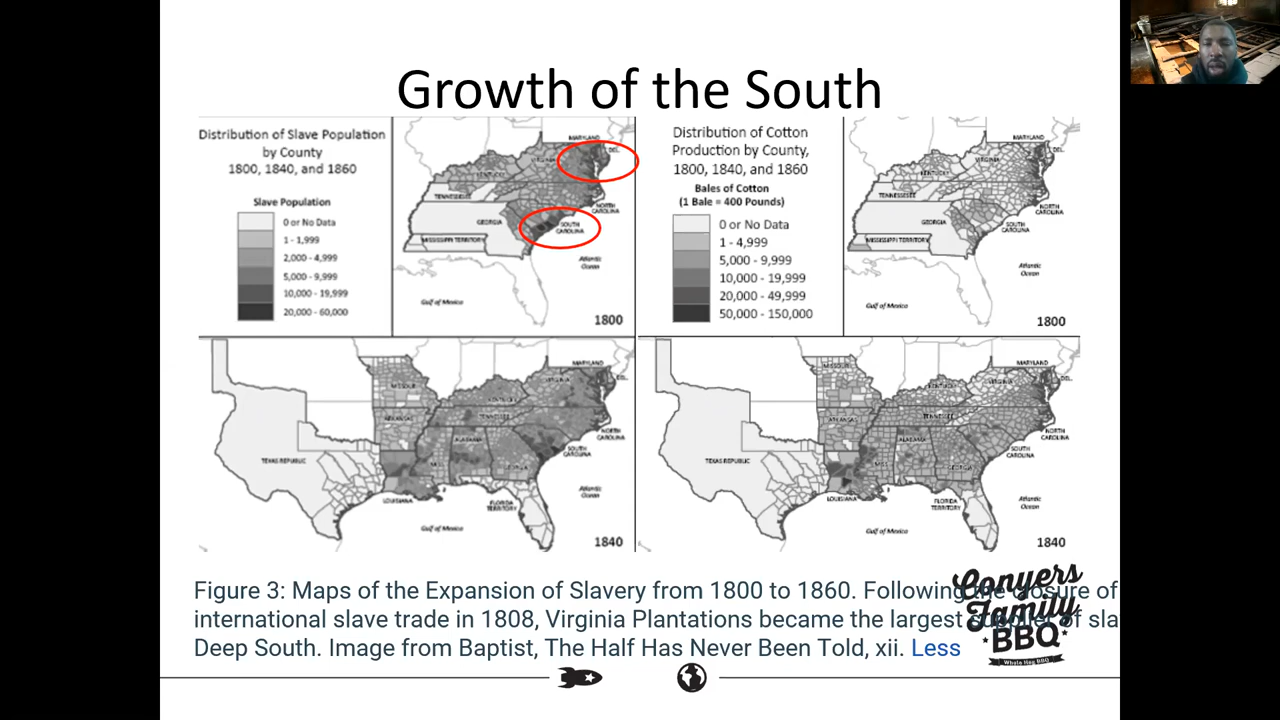 Growth of the South
Distribution of Slave Population
by County
1800, 1840, and 1860
Slave Population
0 or No Data
1 - 1,999
2,000 - 4,999
5,000 - 9,999
10,000 - 19,999
20,000 - 60,000
MARYLAND
DEL.
VIRGINIA
KENTUCKY
TENNESSEE
NORTH
CAROLINA
GEORGIA
SOUTH
CAROLINA
MISSISSIPPI TERRITORY
Atlantic
Ocean
Gulf of Mexico
1800
Distribution of Cotton
Production by County,
1800, 1840, and 1860
Bales of Cotton
(1 Bale = 400 Pounds)
0 or No Data
1 - 4,999
5,000 - 9,999
10,000 - 19,999
20,000 - 49,999
50,000 - 150,000
MARYLAND
DEL.
VIRGINIA
KENTUCKY
TENNESSEE
NORTH
CAROLINA
GEORGIA
SOUTH
CAROLINA
MISSISSIPPI TERRITORY
Atlantic
Ocean
Gulf of Mexico
1800
MARYLAND
DEL.
MISSOURI
VIRGINIA
KENTUCKY
ARKANSAS
TENNESSEE
NORTH
CAROLINA
ALABAMA
SOUTH
CAROLINA
TEXAS REPUBLIC
MISS.
GEORGIA
LOUISIANA
FLORIDA
TERRITORY
Atlantic
Ocean
Gulf of Mexico
1840
MARYLAND
DEL.
MISSOURI
VIRGINIA
KENTUCKY
ARKANSAS
TENNESSEE
NORTH
CAROLINA
ALABAMA
SOUTH
CAROLINA
TEXAS REPUBLIC
MISS.
GEORGIA
LOUISIANA
FLORIDA
TERRITORY
Atlantic
Ocean
Gulf of Mexico
1840
Figure 3: Maps of the Expansion of Slavery from 1800 to 1860. Following the closure of
international slave trade in 1808, Virginia Plantations became the largest supplier of sla
Deep South. Image from Baptist, The Half Has Never Been Told, xii. Less
Conyers
Family
BBQ
Whole Hog BBQ